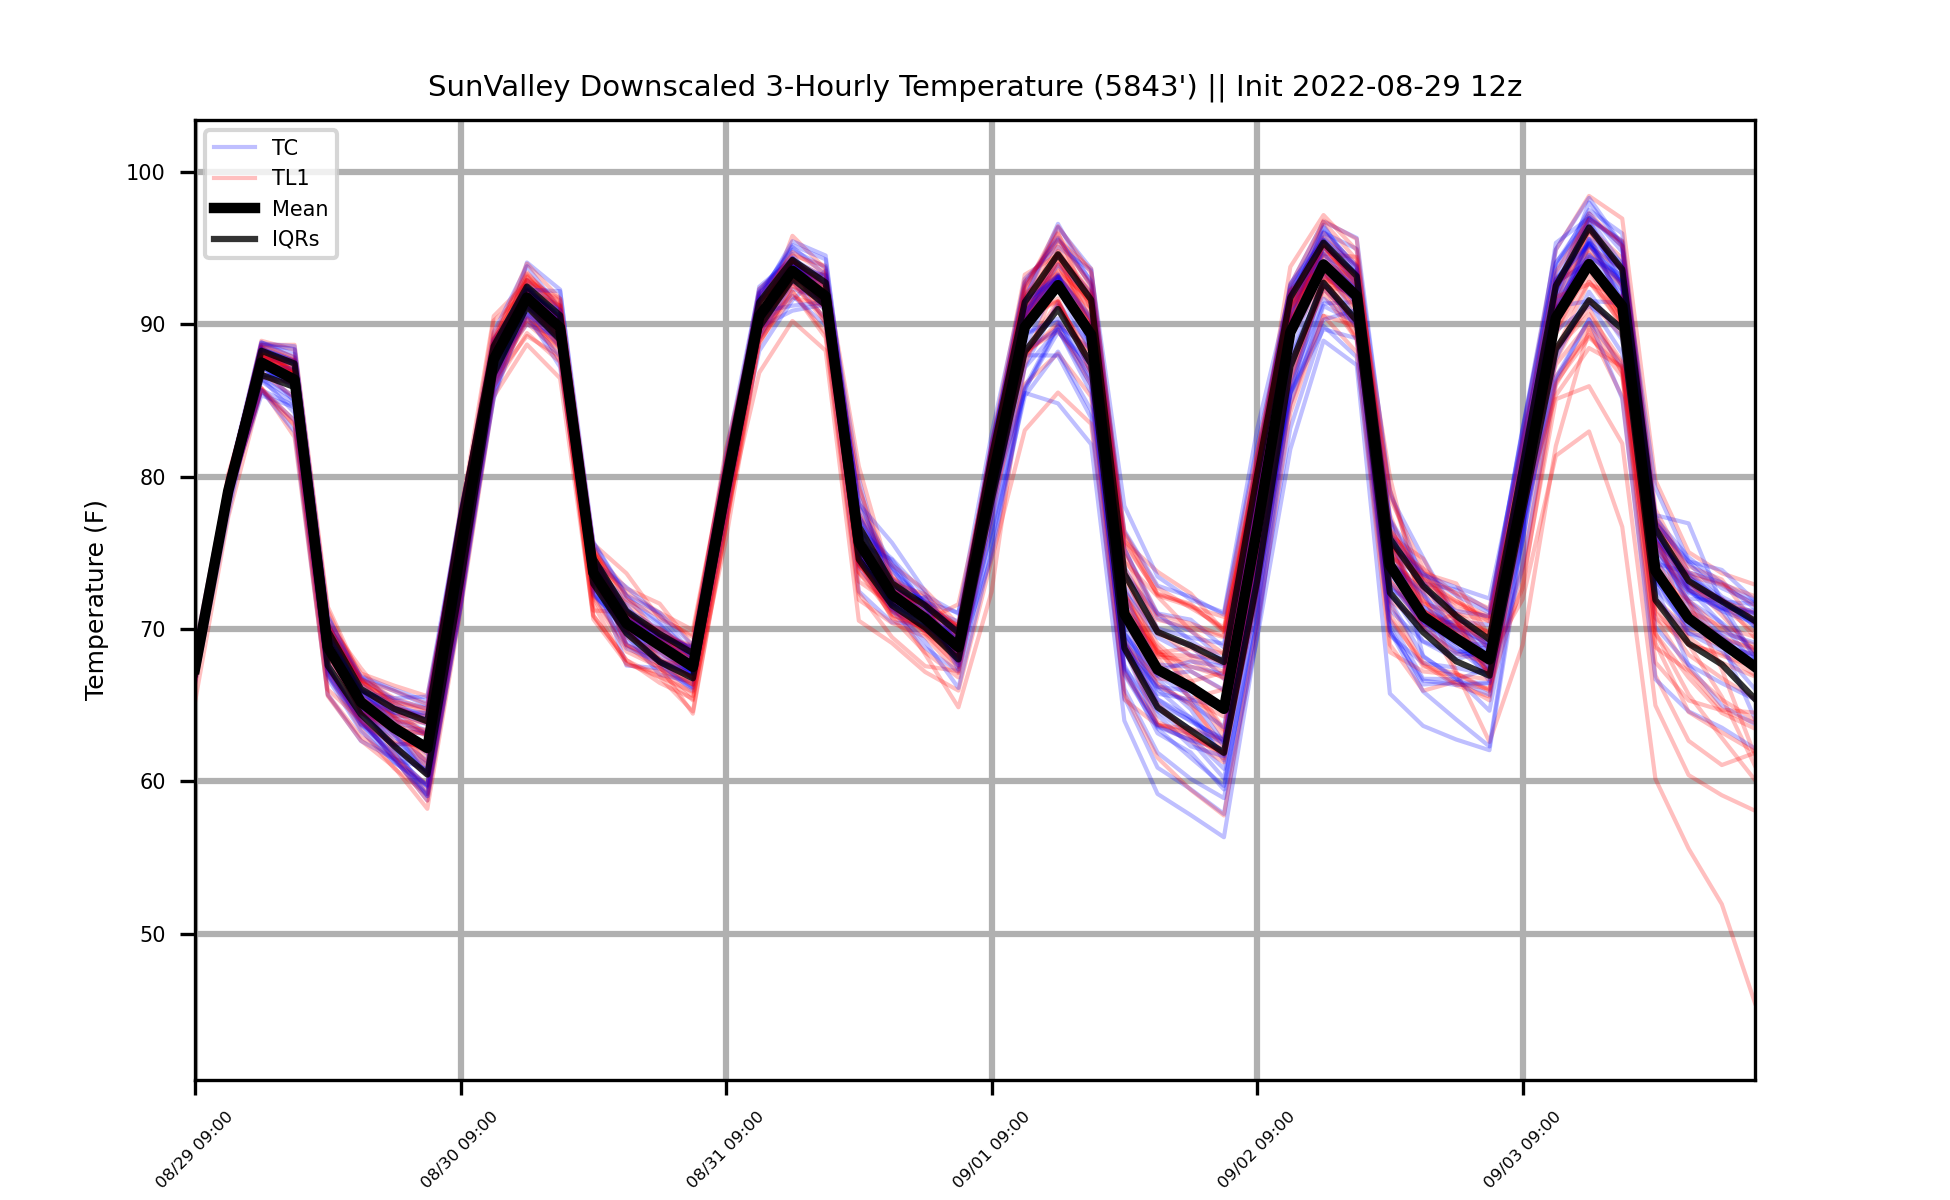 SunValley Downscaled 3-Hourly Temperature (5843') || Init 2022-08-29 12z
TC
TL1
Mean
IQRs
100
90
80
70
60
50
Temperature (F)
08/29 09:00
08/30 09:00
08/31 09:00
09/01 09:00
09/02 09:00
09/03 09:00